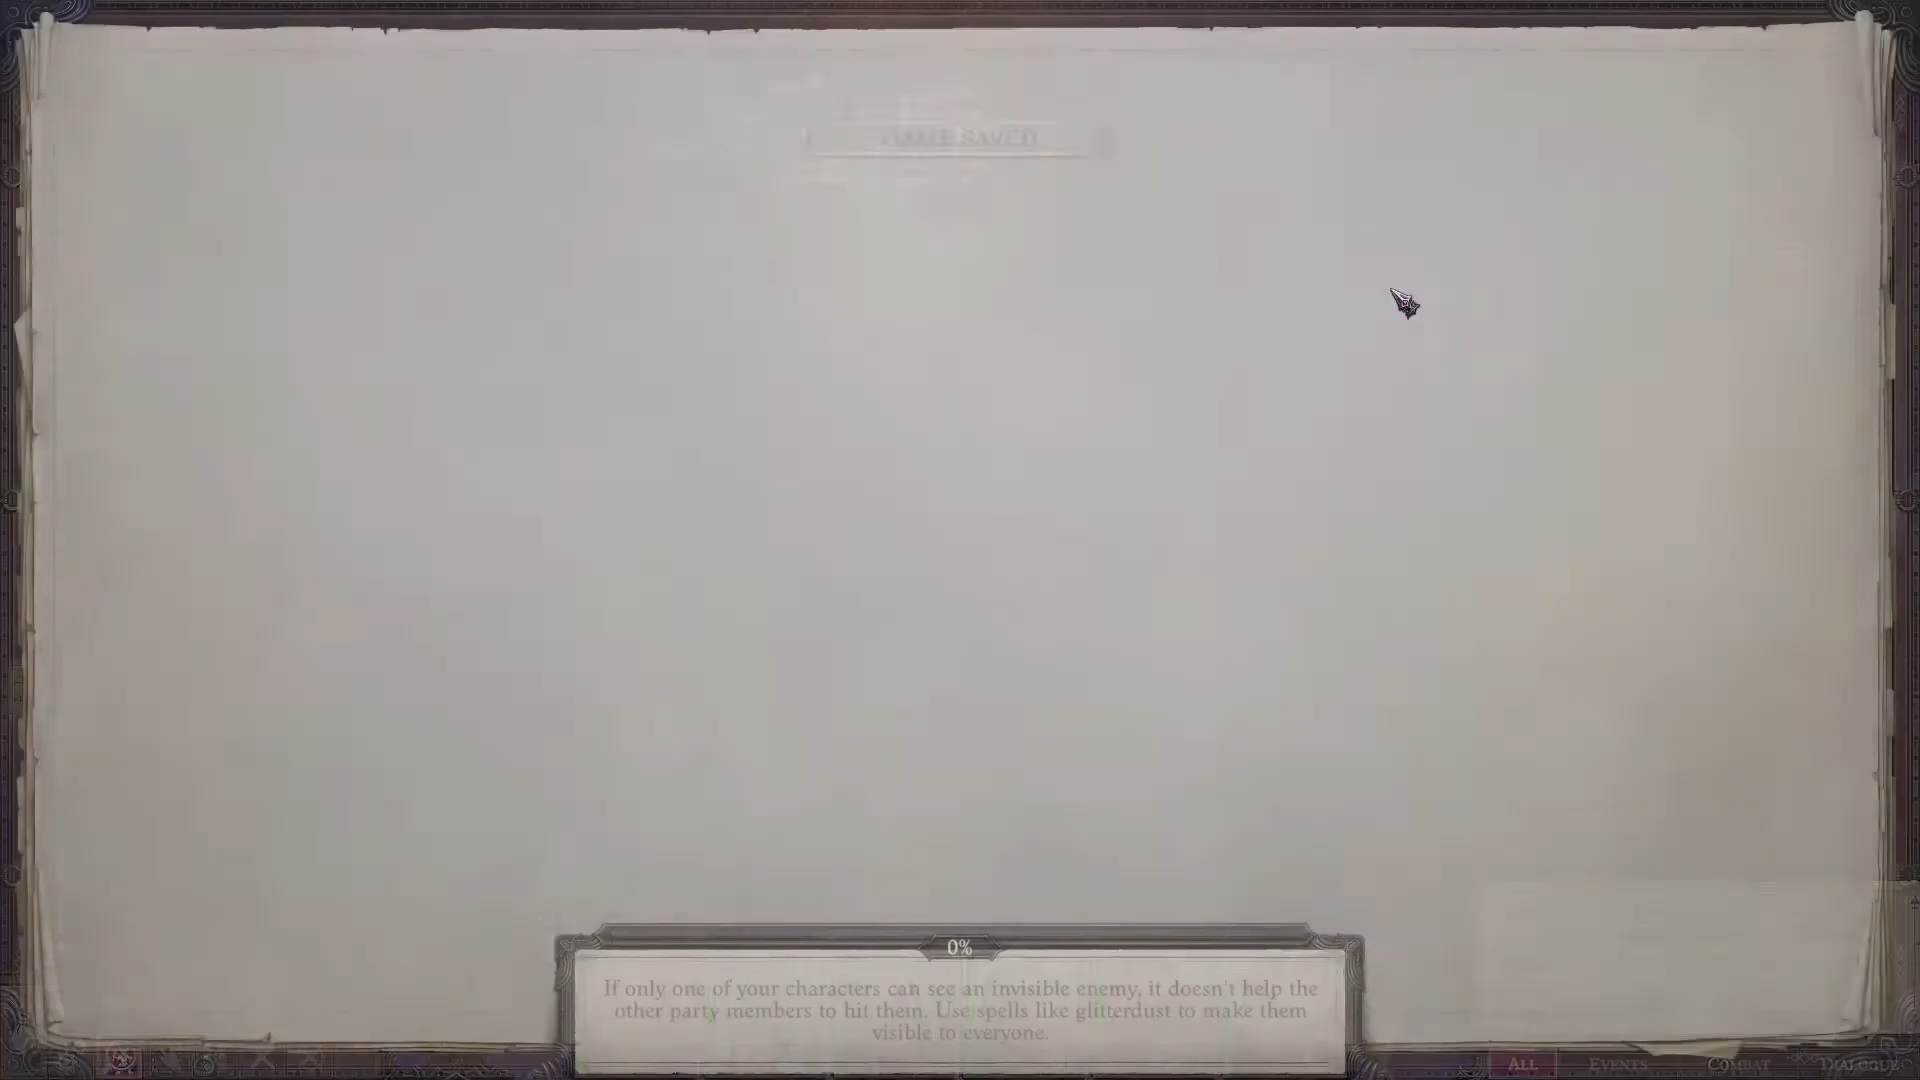 GAME SAVED
0%
If only one of your characters can see an invisible enemy, it doesn't help the
other party members to hit them. Use spells like glitterdust to make them
visible to everyone.
ALL EVENTS COMBAT DIALOGUE